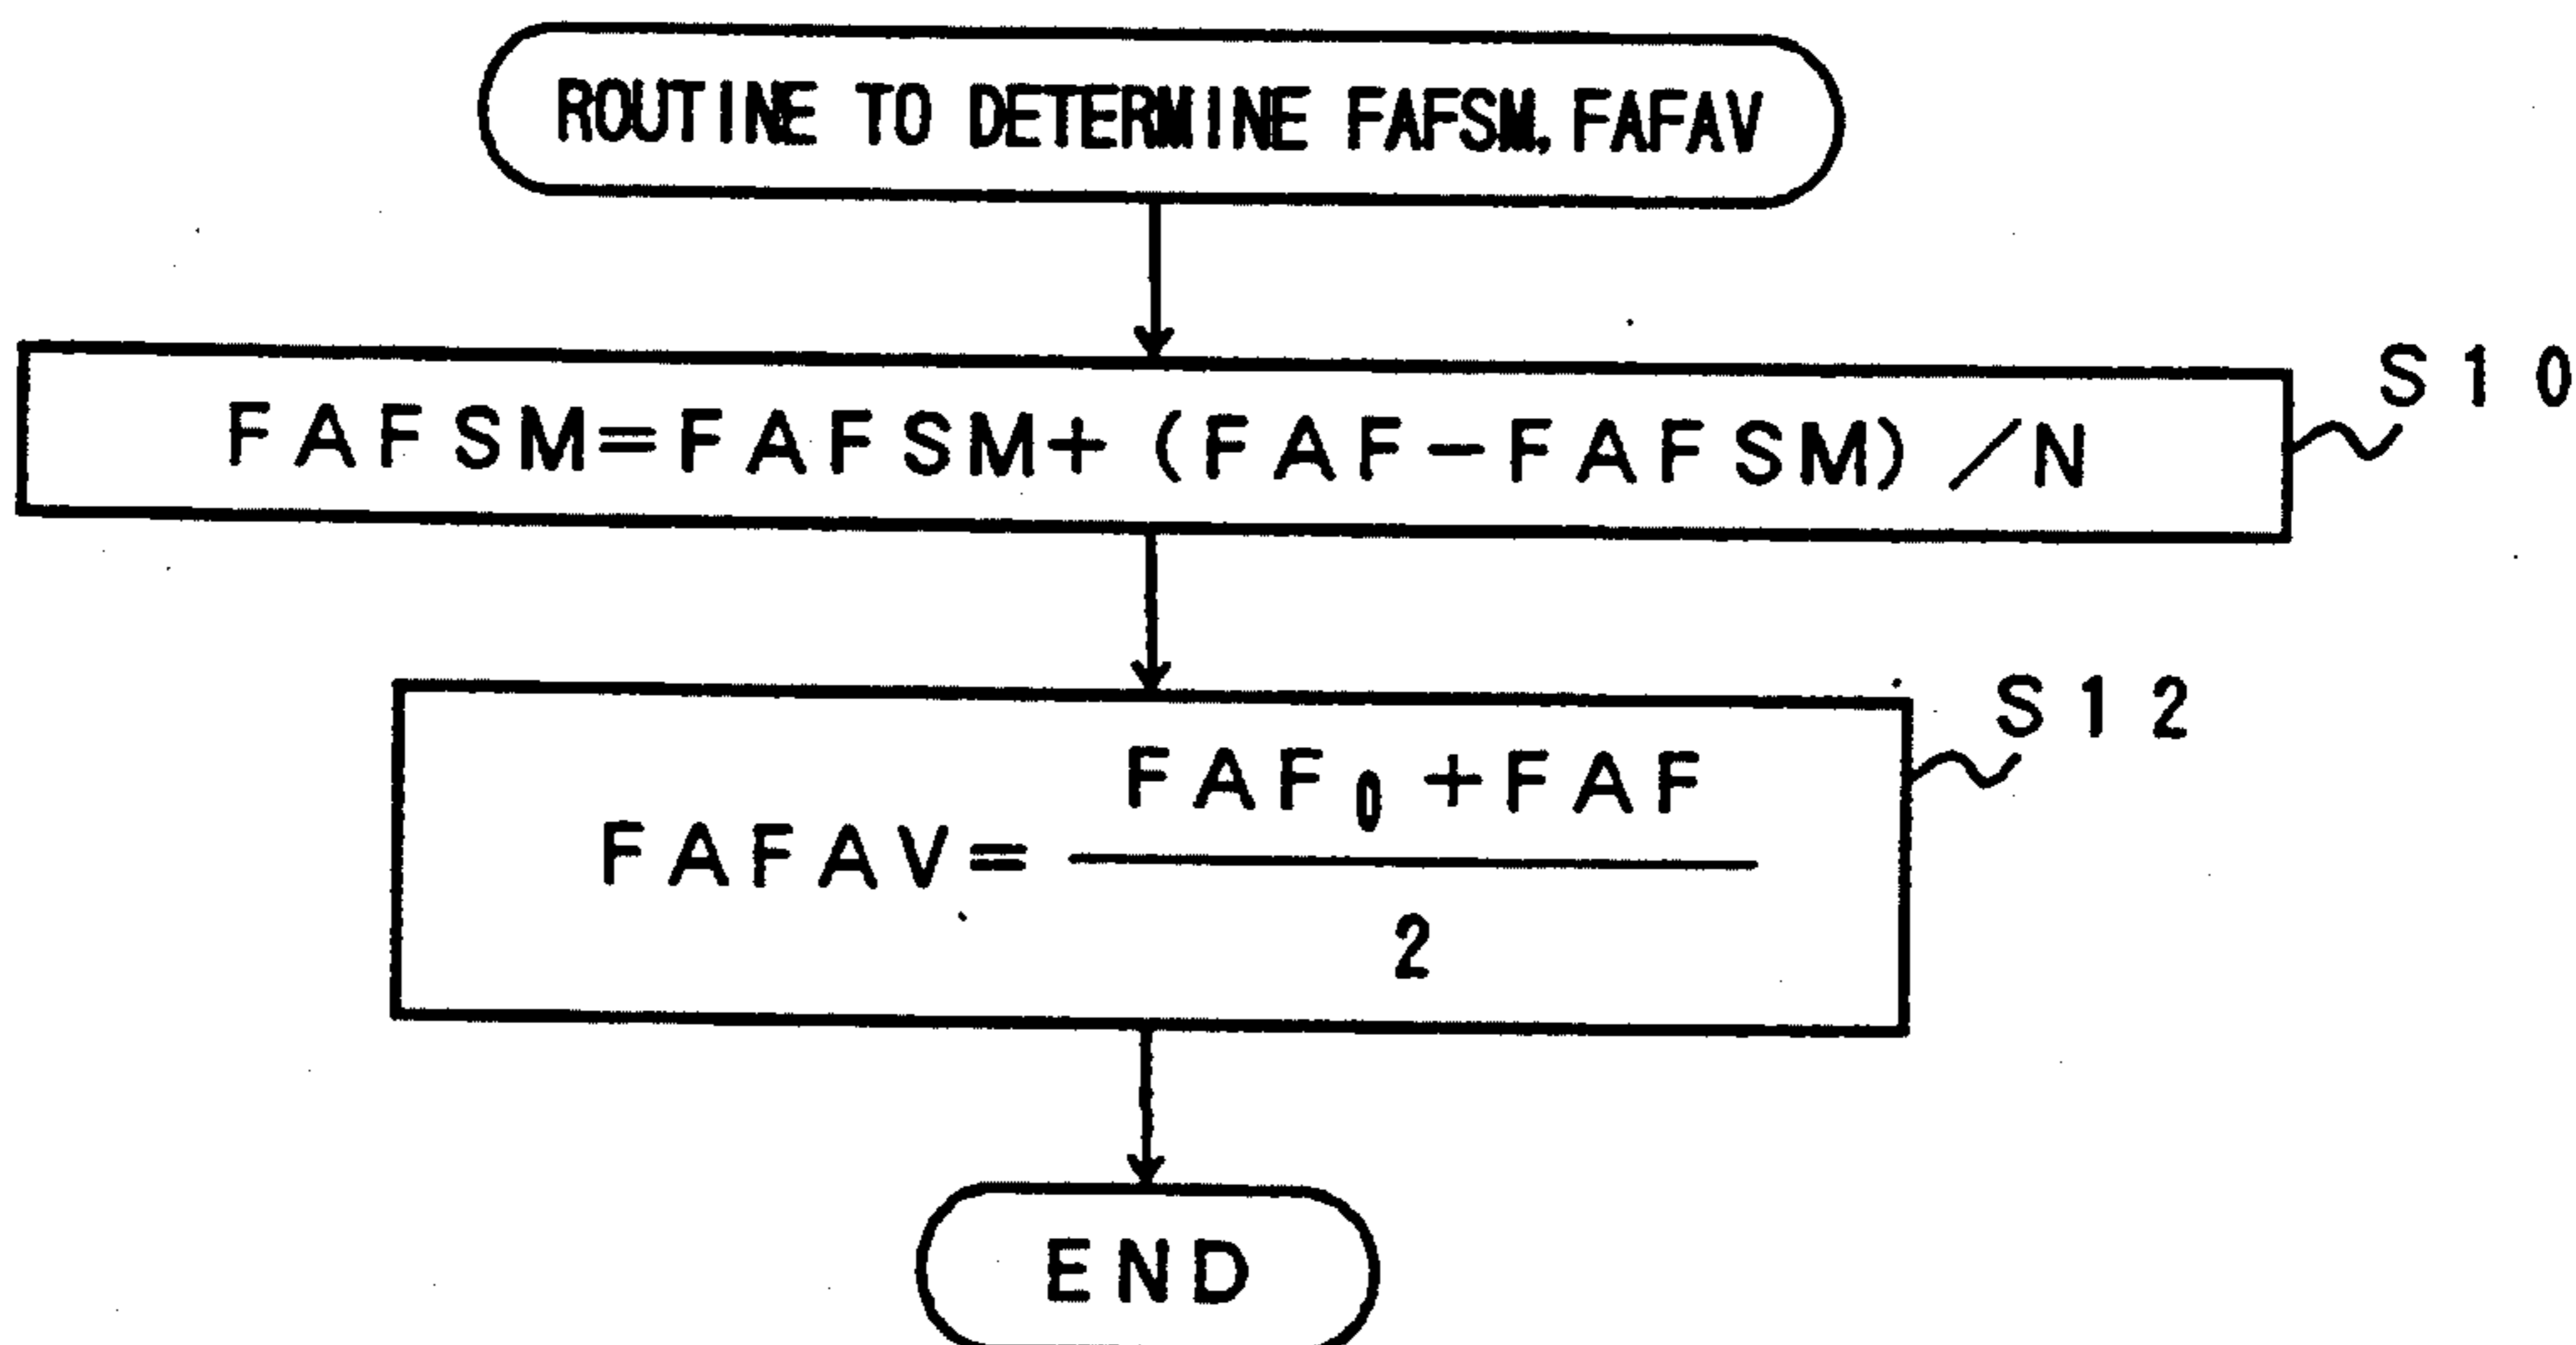 ROUTINE TO DETERMINE FAFSM, FAFAV
FAFSM=FAFSM+(FAF-FAFSM)/N
S10
S12
FAF₀+FAF
FAFAV=
2
END